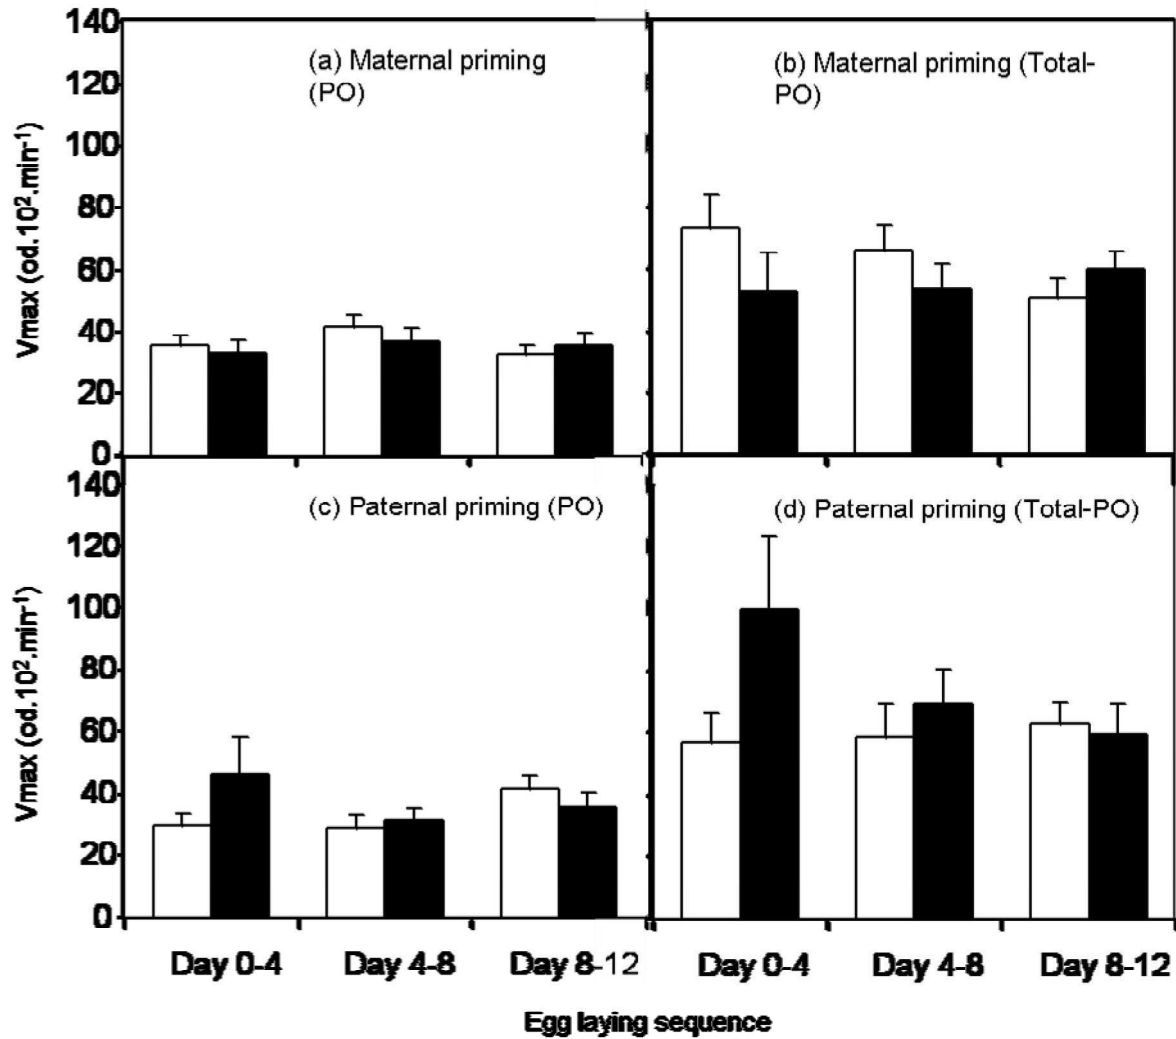 140
120
100
80
60
40
20
0
Vmax (od.10².min⁻¹)
(a) Maternal priming
(PO)
(b) Maternal priming (Total-
PO)
140
120
100
80
60
40
20
0
Vmax (od.10².min⁻¹)
(c) Paternal priming (PO)
(d) Paternal priming (Total-PO)
Day 0-4 Day 4-8 Day 8-12 Day 0-4 Day 4-8 Day 8-12
Egg laying sequence